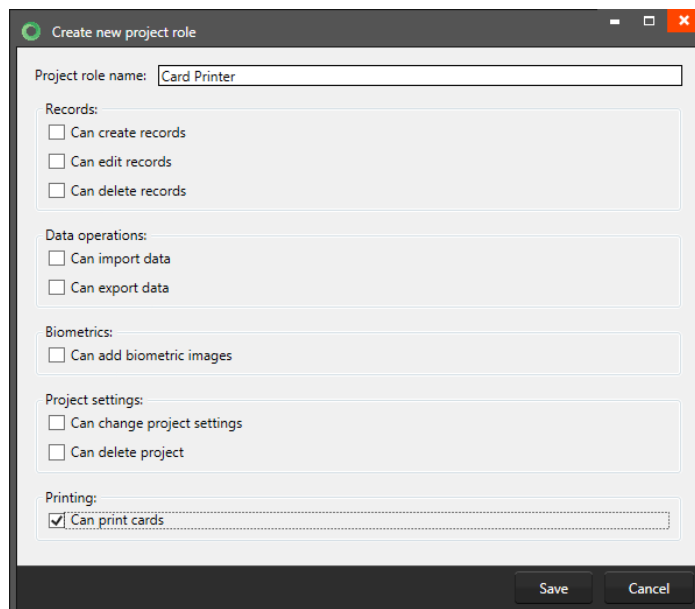 Create new project role
Project role name: Card Printer
Records:
Can create records
Can edit records
Can delete records
Data operations:
Can import data
Can export data
Biometrics:
Can add biometric images
Project settings:
Can change project settings
Can delete project
Printing:
Can print cards
Save Cancel